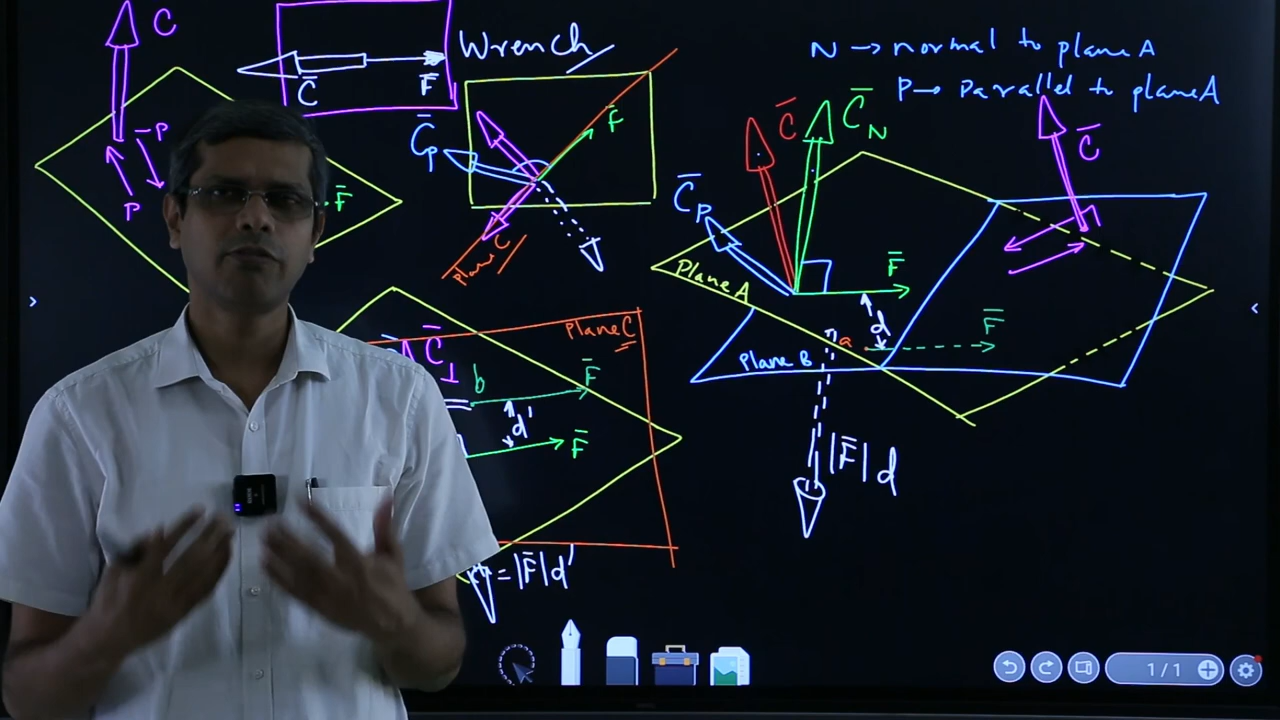 C
-P
P
F̄
C̄
F̄
Wrench
F̄
C̄p
plane C
N → normal to plane A
P → parallel to plane A
C̄
C̄N
C̄
C̄p
F̄
Plane A
d
a
F̄
Plane B
|F̄|d
plane C
C̄⊥
b
F̄
d'
F̄
= |F̄|d'
1/1